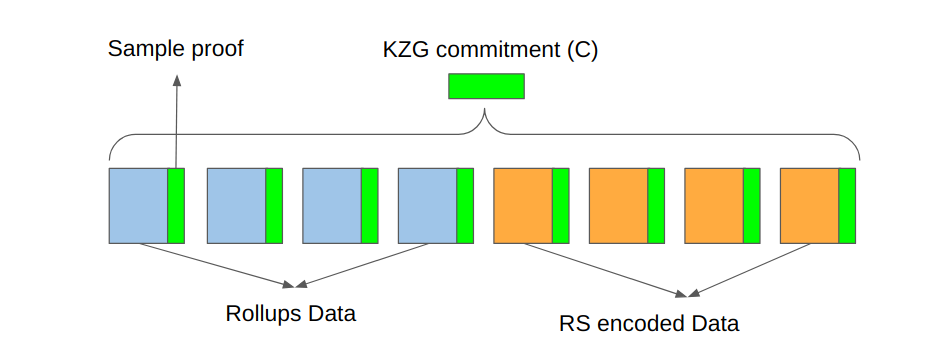 Sample proof
KZG commitment (C)
Rollups Data
RS encoded Data